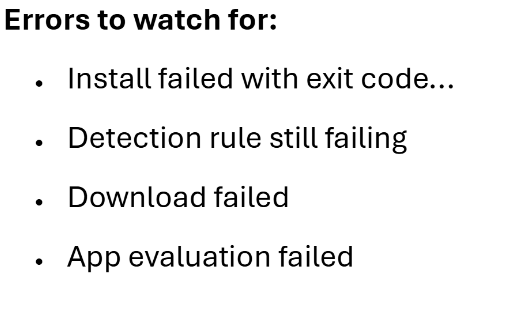 Errors to watch for:
• Install failed with exit code...
• Detection rule still failing
• Download failed
• App evaluation failed